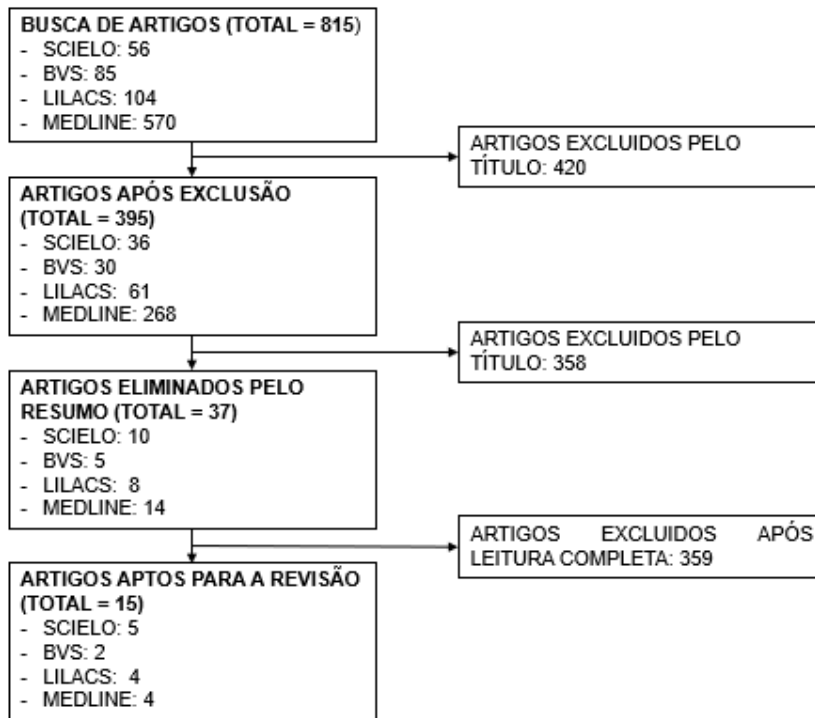 BUSCA DE ARTIGOS (TOTAL = 815)
- SCIELO: 56
- BVS: 85
- LILACS: 104
- MEDLINE: 570
ARTIGOS EXCLUIDOS PELO
TÍTULO: 420
ARTIGOS APÓS EXCLUSÃO
(TOTAL = 395)
- SCIELO: 36
- BVS: 30
- LILACS: 61
- MEDLINE: 268
ARTIGOS EXCLUIDOS PELO
TÍTULO: 358
ARTIGOS ELIMINADOS PELO
RESUMO (TOTAL = 37)
- SCIELO: 10
- BVS: 5
- LILACS: 8
- MEDLINE: 14
ARTIGOS EXCLUIDOS APÓS
LEITURA COMPLETA: 359
ARTIGOS APTOS PARA A REVISÃO
(TOTAL = 15)
- SCIELO: 5
- BVS: 2
- LILACS: 4
- MEDLINE: 4